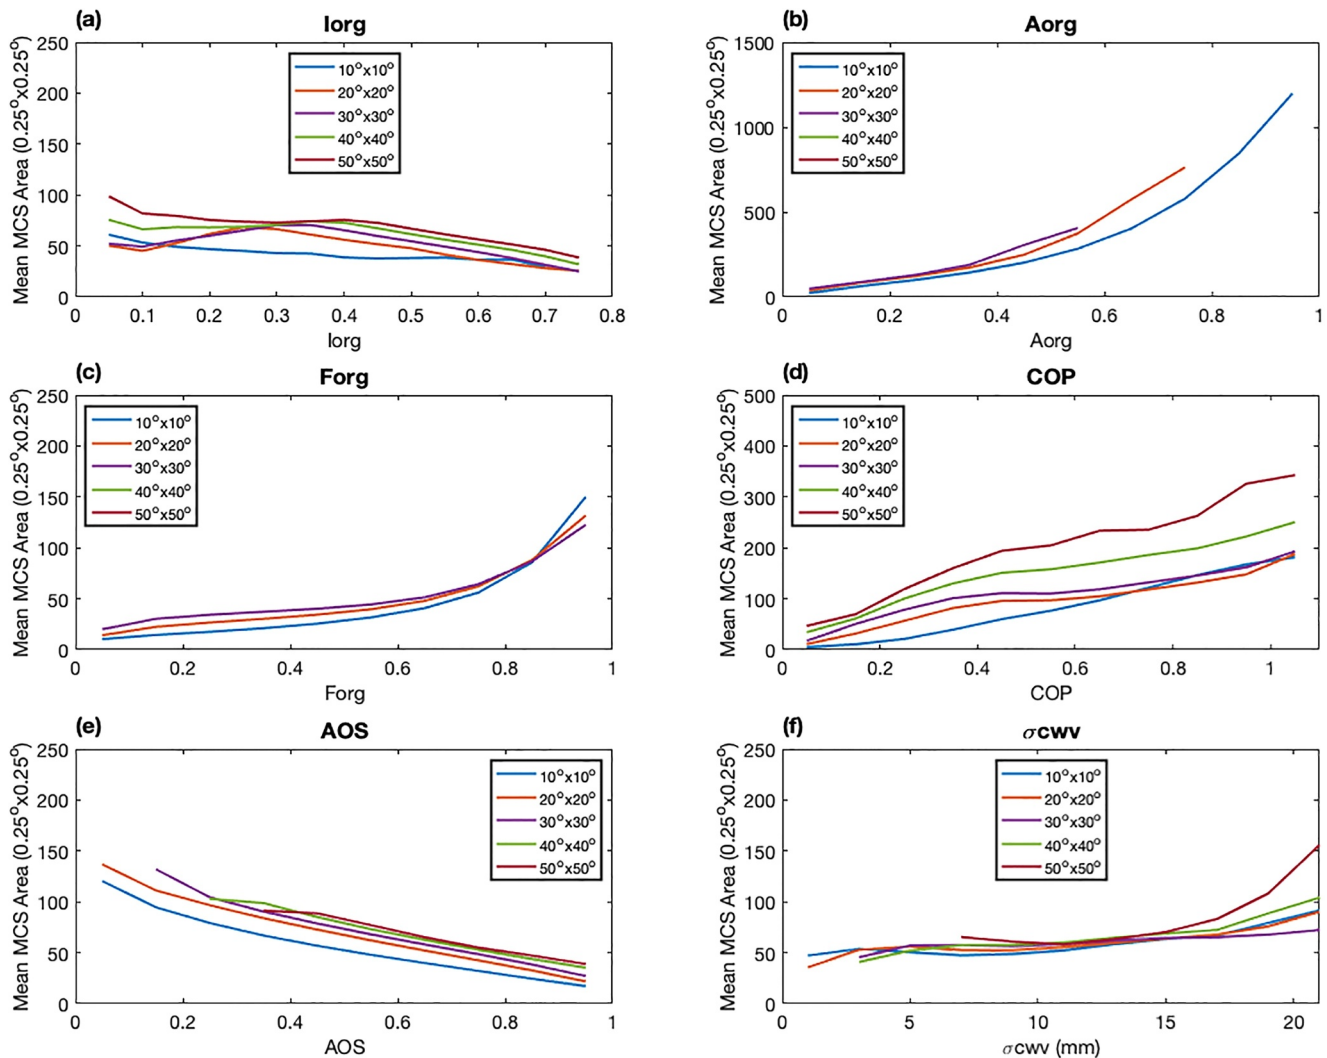 (a)
Iorg
250
200
150
100
50
0
Mean MCS Area (0.25°x0.25°)
10°x10°
20°x20°
30°x30°
40°x40°
50°x50°
0 0.1 0.2 0.3 0.4 0.5 0.6 0.7 0.8
Iorg
(b)
Aorg
1500
1000
500
0
Mean MCS Area (0.25°x0.25°)
10°x10°
20°x20°
30°x30°
40°x40°
50°x50°
0 0.2 0.4 0.6 0.8 1
Aorg
(c)
Forg
250
200
150
100
50
0
Mean MCS Area (0.25°x0.25°)
10°x10°
20°x20°
30°x30°
40°x40°
50°x50°
0 0.2 0.4 0.6 0.8 1
Forg
(d)
COP
500
400
300
200
100
0
Mean MCS Area (0.25°x0.25°)
10°x10°
20°x20°
30°x30°
40°x40°
50°x50°
0 0.2 0.4 0.6 0.8 1
COP
(e)
AOS
250
200
150
100
50
0
Mean MCS Area (0.25°x0.25°)
10°x10°
20°x20°
30°x30°
40°x40°
50°x50°
0 0.2 0.4 0.6 0.8 1
AOS
(f)
σcwv
250
200
150
100
50
0
Mean MCS Area (0.25°x0.25°)
10°x10°
20°x20°
30°x30°
40°x40°
50°x50°
0 5 10 15 20
σcwv (mm)